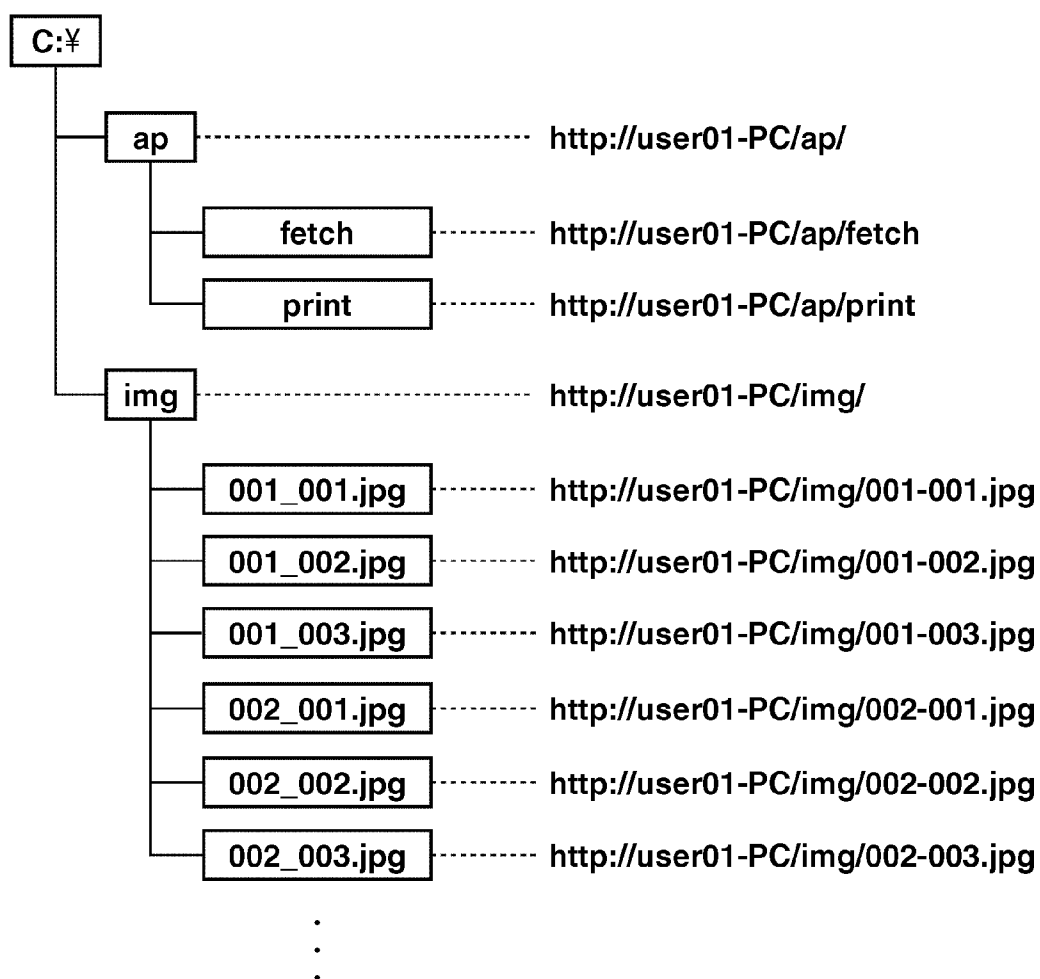 C:¥
ap http://user01-PC/ap/
fetch http://user01-PC/ap/fetch
print http://user01-PC/ap/print
img http://user01-PC/img/
001_001.jpg http://user01-PC/img/001-001.jpg
001_002.jpg http://user01-PC/img/001-002.jpg
001_003.jpg http://user01-PC/img/001-003.jpg
002_001.jpg http://user01-PC/img/002-001.jpg
002_002.jpg http://user01-PC/img/002-002.jpg
002_003.jpg http://user01-PC/img/002-003.jpg